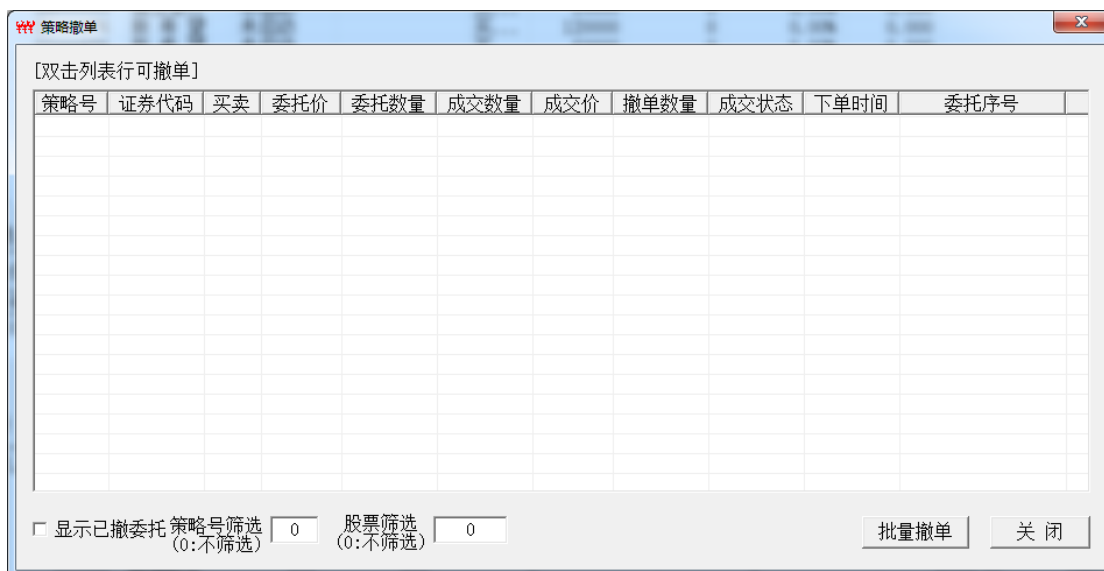 策略撤单
[双击列表行可撤单]
策略号 证券代码 买卖 委托价 委托数量 成交数量 成交价 撤单数量 成交状态 下单时间 委托序号
显示已撤委托 策略号筛选 0 股票筛选 0
(0:不筛选) (0:不筛选)
批量撤单 关 闭